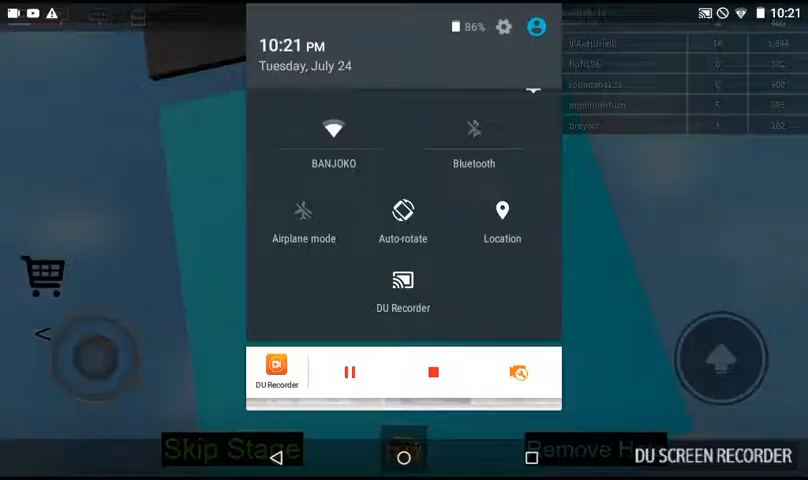 10:21
86%
10:21 PM
Tuesday, July 24
BANJOKO
Bluetooth
Airplane mode
Auto-rotate
Location
DU Recorder
DU Recorder
<
Skip Stage
Remove
DU SCREEN RECORDER